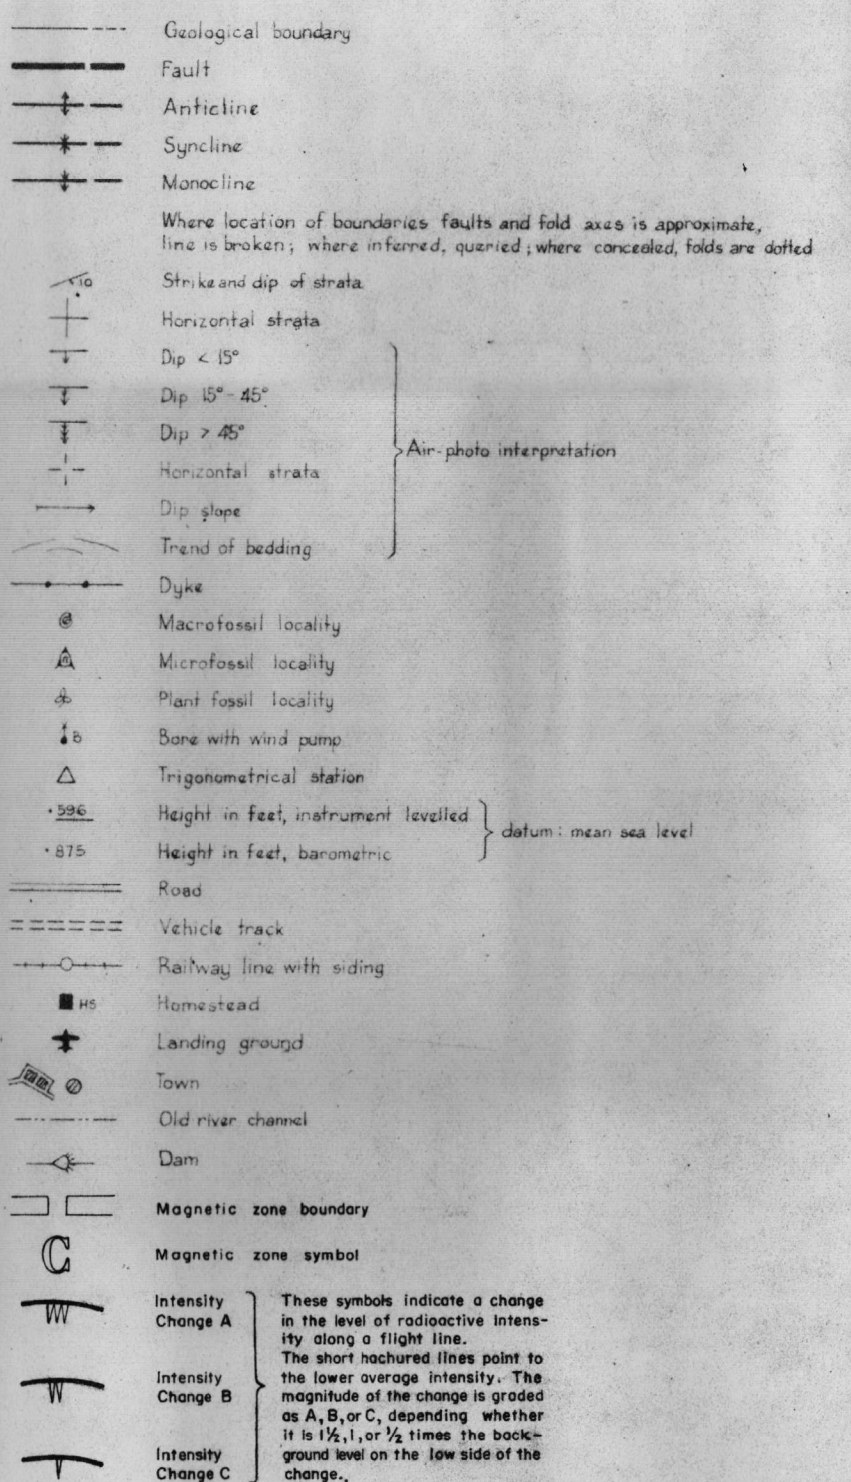 Geological boundary
Fault
Anticline
Syncline
Monocline
Where location of boundaries faults and fold axes is approximate,
line is broken; where inferred, queried; where concealed, folds are dotted
10 Strike and dip of strata
Horizontal strata
Dip < 15°
Dip 15° - 45°
Dip > 45°
Air-photo interpretation
Horizontal strata
Dip slope
Trend of bedding
Dyke
Macrofossil locality
Microfossil locality
Plant fossil locality
B Bore with wind pump
Trigonometrical station
·596 Height in feet, instrument levelled
datum: mean sea level
·875 Height in feet, barometric
Road
Vehicle track
Railway line with siding
HS Homestead
Landing ground
Town
Old river channel
Dam
Magnetic zone boundary
C Magnetic zone symbol
Intensity
Change A
Intensity
Change B
Intensity
Change C
These symbols indicate a change
in the level of radioactive Intens-
ity along a flight line.
The short hachured lines point to
the lower average intensity. The
magnitude of the change is graded
as A, B, or C, depending whether
it is 1½, 1, or ½ times the back-
ground level on the low side of the
change.